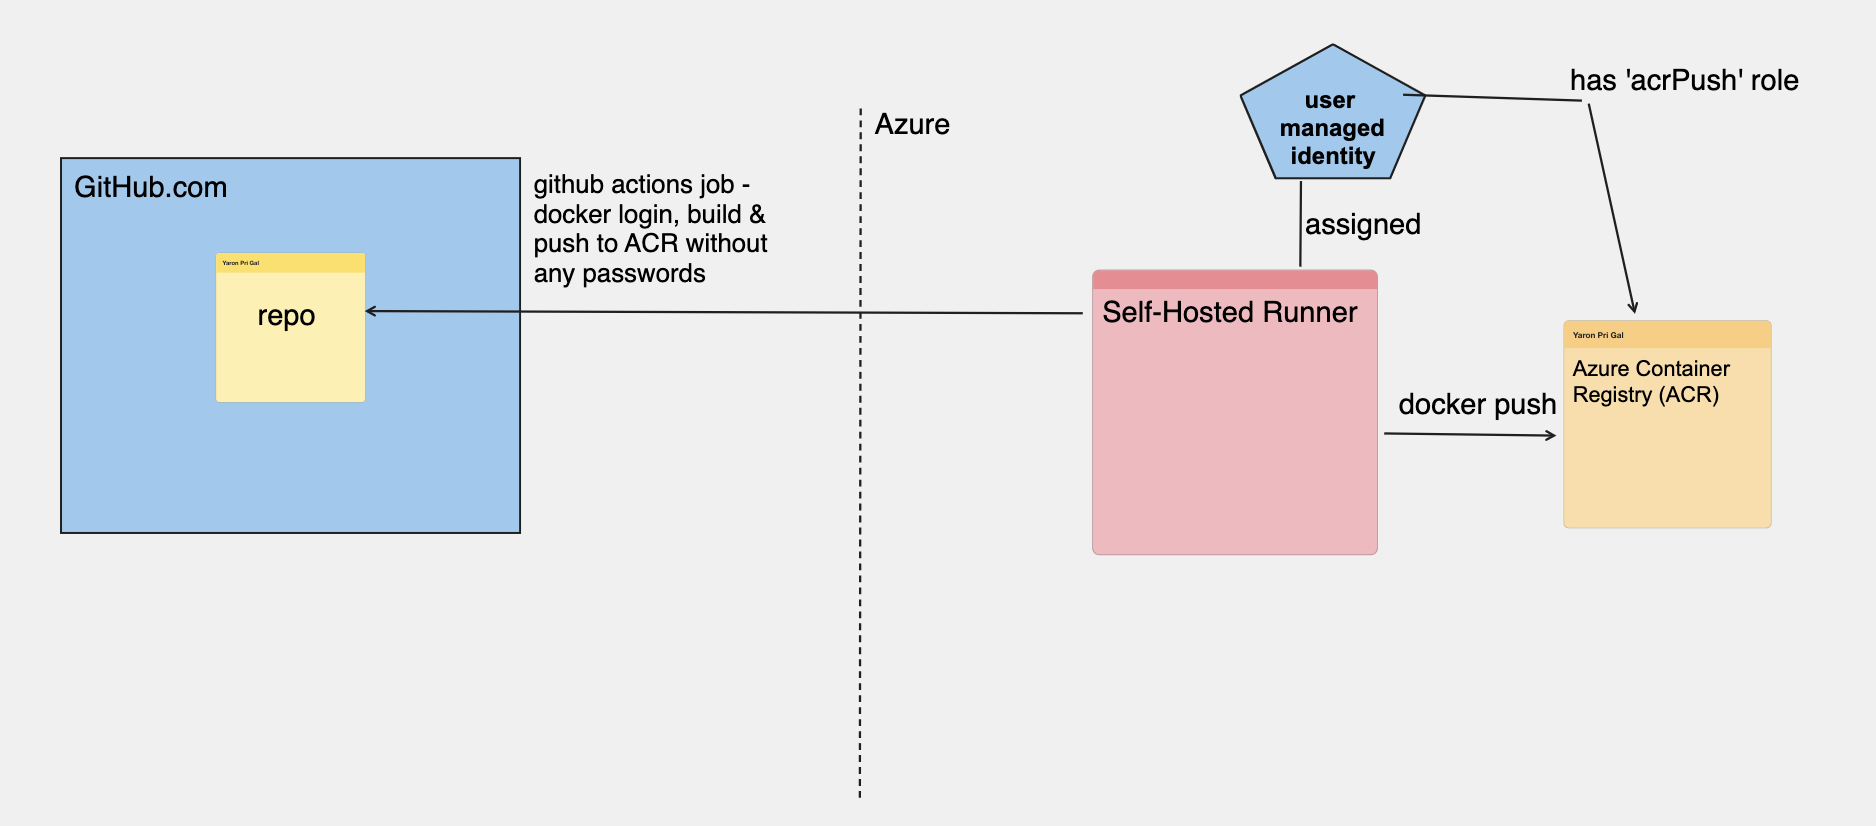 GitHub.com
Yaron Pri Gal
repo
github actions job -
docker login, build &
push to ACR without
any passwords
Azure
user
managed
identity
has 'acrPush' role
assigned
Self-Hosted Runner
docker push
Yaron Pri Gal
Azure Container
Registry (ACR)